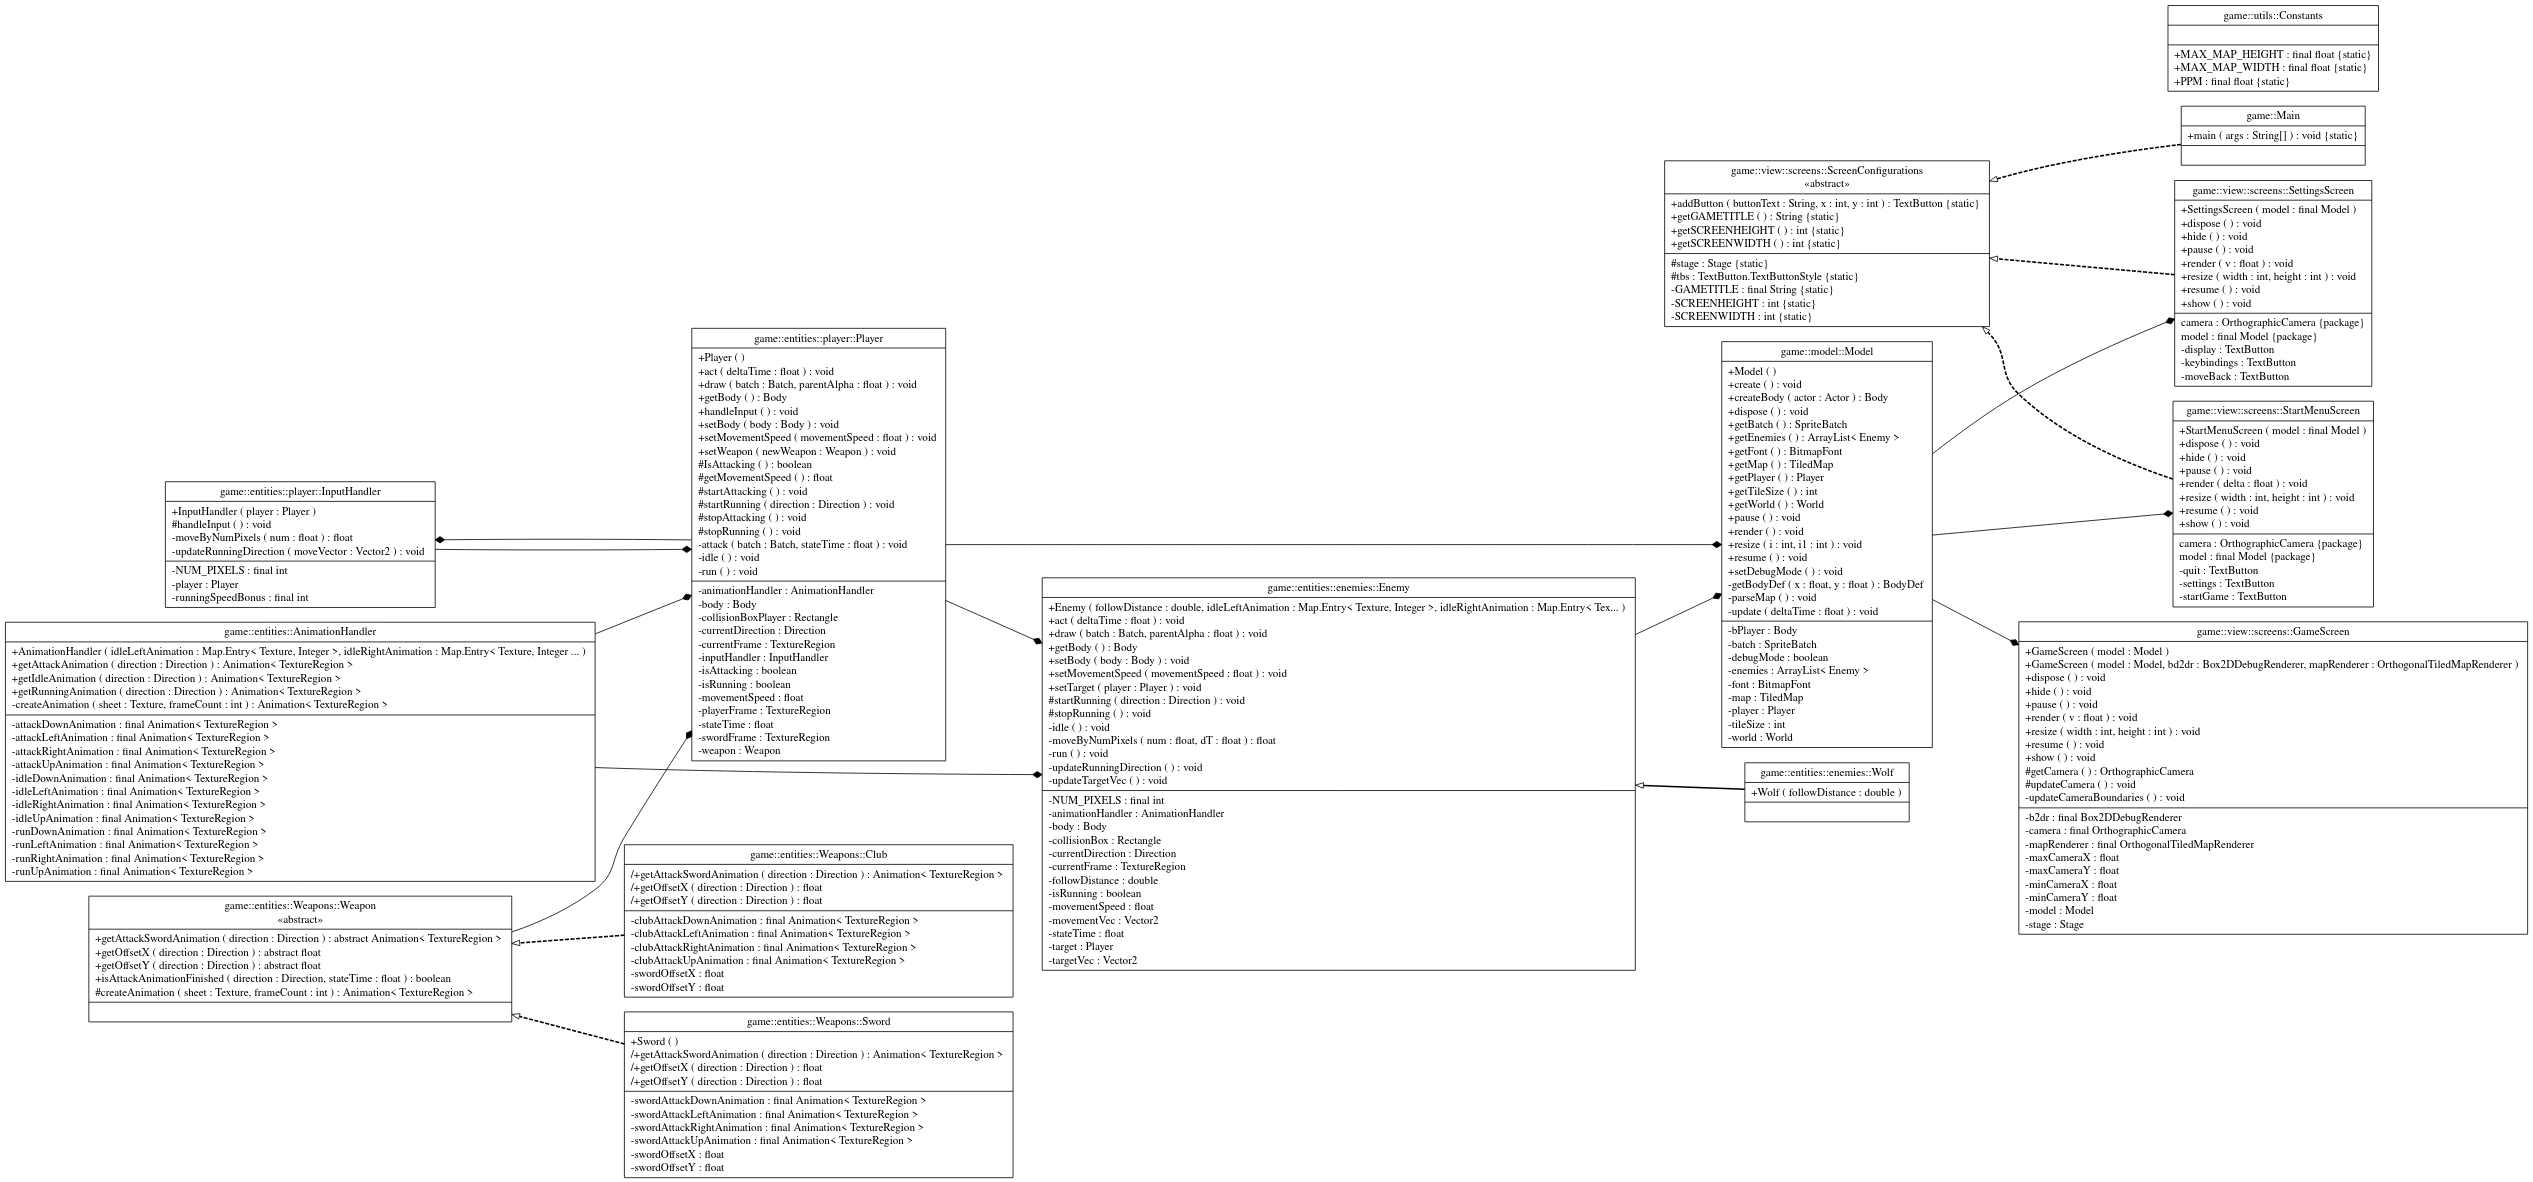 game::utils::Constants
+MAX_MAP_HEIGHT : final float {static}
+MAX_MAP_WIDTH : final float {static}
+PPM : final float {static}
game::Main
+main ( args : String[] ) : void {static}
game::view::screens::ScreenConfigurations
«abstract»
+addButton ( buttonText : String, x : int, y : int ) : TextButton {static}
+getGAMETITLE ( ) : String {static}
+getSCREENHEIGHT ( ) : int {static}
+getSCREENWIDTH ( ) : int {static}
#stage : Stage {static}
#tbs : TextButton.TextButtonStyle {static}
-GAMETITLE : final String {static}
-SCREENHEIGHT : int {static}
-SCREENWIDTH : int {static}
game::view::screens::SettingsScreen
+SettingsScreen ( model : final Model )
+dispose ( ) : void
+hide ( ) : void
+pause ( ) : void
+render ( v : float ) : void
+resize ( width : int, height : int ) : void
+resume ( ) : void
+show ( ) : void
camera : OrthographicCamera {package}
model : final Model {package}
-display : TextButton
-keybindings : TextButton
-moveBack : TextButton
game::entities::player::Player
+Player ( )
+act ( deltaTime : float ) : void
+draw ( batch : Batch, parentAlpha : float ) : void
+getBody ( ) : Body
+handleInput ( ) : void
+setBody ( body : Body ) : void
+setMovementSpeed ( movementSpeed : float ) : void
+setWeapon ( newWeapon : Weapon ) : void
#IsAttacking ( ) : boolean
#getMovementSpeed ( ) : float
#startAttacking ( ) : void
#startRunning ( direction : Direction ) : void
#stopAttacking ( ) : void
#stopRunning ( ) : void
-attack ( batch : Batch, stateTime : float ) : void
-idle ( ) : void
-run ( ) : void
-animationHandler : AnimationHandler
-body : Body
-collisionBoxPlayer : Rectangle
-currentDirection : Direction
-currentFrame : TextureRegion
-inputHandler : InputHandler
-isAttacking : boolean
-isRunning : boolean
-movementSpeed : float
-playerFrame : TextureRegion
-stateTime : float
-swordFrame : TextureRegion
-weapon : Weapon
game::model::Model
+Model ( )
+create ( ) : void
+createBody ( actor : Actor ) : Body
+dispose ( ) : void
+getBatch ( ) : SpriteBatch
+getEnemies ( ) : ArrayList< Enemy >
+getFont ( ) : BitmapFont
+getMap ( ) : TiledMap
+getPlayer ( ) : Player
+getTileSize ( ) : int
+getWorld ( ) : World
+pause ( ) : void
+render ( ) : void
+resize ( i : int, i1 : int ) : void
+resume ( ) : void
+setDebugMode ( ) : void
-getBodyDef ( x : float, y : float ) : BodyDef
-parseMap ( ) : void
-update ( deltaTime : float ) : void
-bPlayer : Body
-batch : SpriteBatch
-debugMode : boolean
-enemies : ArrayList< Enemy >
-font : BitmapFont
-map : TiledMap
-player : Player
-tileSize : int
-world : World
game::view::screens::StartMenuScreen
+StartMenuScreen ( model : final Model )
+dispose ( ) : void
+hide ( ) : void
+pause ( ) : void
+render ( delta : float ) : void
+resize ( width : int, height : int ) : void
+resume ( ) : void
+show ( ) : void
camera : OrthographicCamera {package}
model : final Model {package}
-quit : TextButton
-settings : TextButton
-startGame : TextButton
game::entities::player::InputHandler
+InputHandler ( player : Player )
#handleInput ( ) : void
-moveByNumPixels ( num : float ) : float
-updateRunningDirection ( moveVector : Vector2 ) : void
-NUM_PIXELS : final int
-player : Player
-runningSpeedBonus : final int
game::entities::enemies::Enemy
+Enemy ( followDistance : double, idleLeftAnimation : Map.Entry< Texture, Integer >, idleRightAnimation : Map.Entry< Tex... )
+act ( deltaTime : float ) : void
+draw ( batch : Batch, parentAlpha : float ) : void
+getBody ( ) : Body
+setBody ( body : Body ) : void
+setMovementSpeed ( movementSpeed : float ) : void
+setTarget ( player : Player ) : void
#startRunning ( direction : Direction ) : void
#stopRunning ( ) : void
-idle ( ) : void
-moveByNumPixels ( num : float, dT : float ) : float
-run ( ) : void
-updateRunningDirection ( ) : void
-updateTargetVec ( ) : void
-NUM_PIXELS : final int
-animationHandler : AnimationHandler
-body : Body
-collisionBox : Rectangle
-currentDirection : Direction
-currentFrame : TextureRegion
-followDistance : double
-isRunning : boolean
-movementSpeed : float
-movementVec : Vector2
-stateTime : float
-target : Player
-targetVec : Vector2
game::entities::AnimationHandler
+AnimationHandler ( idleLeftAnimation : Map.Entry< Texture, Integer >, idleRightAnimation : Map.Entry< Texture, Integer ... )
+getAttackAnimation ( direction : Direction ) : Animation< TextureRegion >
+getIdleAnimation ( direction : Direction ) : Animation< TextureRegion >
+getRunningAnimation ( direction : Direction ) : Animation< TextureRegion >
-createAnimation ( sheet : Texture, frameCount : int ) : Animation< TextureRegion >
-attackDownAnimation : final Animation< TextureRegion >
-attackLeftAnimation : final Animation< TextureRegion >
-attackRightAnimation : final Animation< TextureRegion >
-attackUpAnimation : final Animation< TextureRegion >
-idleDownAnimation : final Animation< TextureRegion >
-idleLeftAnimation : final Animation< TextureRegion >
-idleRightAnimation : final Animation< TextureRegion >
-idleUpAnimation : final Animation< TextureRegion >
-runDownAnimation : final Animation< TextureRegion >
-runLeftAnimation : final Animation< TextureRegion >
-runRightAnimation : final Animation< TextureRegion >
-runUpAnimation : final Animation< TextureRegion >
game::view::screens::GameScreen
+GameScreen ( model : Model )
+GameScreen ( model : Model, bd2dr : Box2DDebugRenderer, mapRenderer : OrthogonalTiledMapRenderer )
+dispose ( ) : void
+hide ( ) : void
+pause ( ) : void
+render ( v : float ) : void
+resize ( width : int, height : int ) : void
+resume ( ) : void
+show ( ) : void
#getCamera ( ) : OrthographicCamera
#updateCamera ( ) : void
-updateCameraBoundaries ( ) : void
-b2dr : final Box2DDebugRenderer
-camera : final OrthographicCamera
-mapRenderer : final OrthogonalTiledMapRenderer
-maxCameraX : float
-maxCameraY : float
-minCameraX : float
-minCameraY : float
-model : Model
-stage : Stage
game::entities::enemies::Wolf
+Wolf ( followDistance : double )
game::entities::Weapons::Club
/+getAttackSwordAnimation ( direction : Direction ) : Animation< TextureRegion >
/+getOffsetX ( direction : Direction ) : float
/+getOffsetY ( direction : Direction ) : float
-clubAttackDownAnimation : final Animation< TextureRegion >
-clubAttackLeftAnimation : final Animation< TextureRegion >
-clubAttackRightAnimation : final Animation< TextureRegion >
-clubAttackUpAnimation : final Animation< TextureRegion >
-swordOffsetX : float
-swordOffsetY : float
game::entities::Weapons::Weapon
«abstract»
+getAttackSwordAnimation ( direction : Direction ) : abstract Animation< TextureRegion >
+getOffsetX ( direction : Direction ) : abstract float
+getOffsetY ( direction : Direction ) : abstract float
+isAttackAnimationFinished ( direction : Direction, stateTime : float ) : boolean
#createAnimation ( sheet : Texture, frameCount : int ) : Animation< TextureRegion >
game::entities::Weapons::Sword
+Sword ( )
/+getAttackSwordAnimation ( direction : Direction ) : Animation< TextureRegion >
/+getOffsetX ( direction : Direction ) : float
/+getOffsetY ( direction : Direction ) : float
-swordAttackDownAnimation : final Animation< TextureRegion >
-swordAttackLeftAnimation : final Animation< TextureRegion >
-swordAttackRightAnimation : final Animation< TextureRegion >
-swordAttackUpAnimation : final Animation< TextureRegion >
-swordOffsetX : float
-swordOffsetY : float